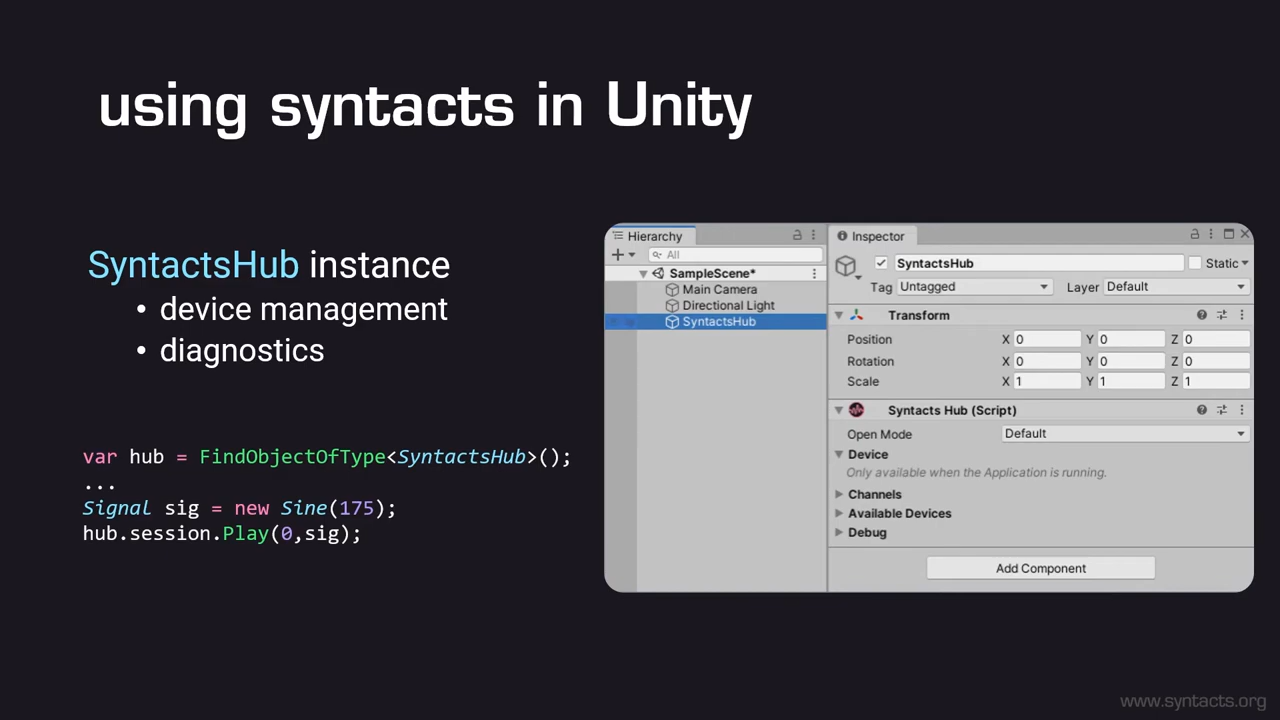 using syntacts in Unity
SyntactsHub instance
• device management
• diagnostics
var hub = FindObjectOfType<SyntactsHub>();
...
Signal sig = new Sine(175);
hub.session.Play(0,sig);
Hierarchy
All
SampleScene*
Main Camera
Directional Light
SyntactsHub
Inspector
SyntactsHub Static
Tag Untagged Layer Default
Transform
Position X 0 Y 0 Z 0
Rotation X 0 Y 0 Z 0
Scale X 1 Y 1 Z 1
Syntacts Hub (Script)
Open Mode Default
Device
Only available when the Application is running.
Channels
Available Devices
Debug
Add Component
www.syntacts.org